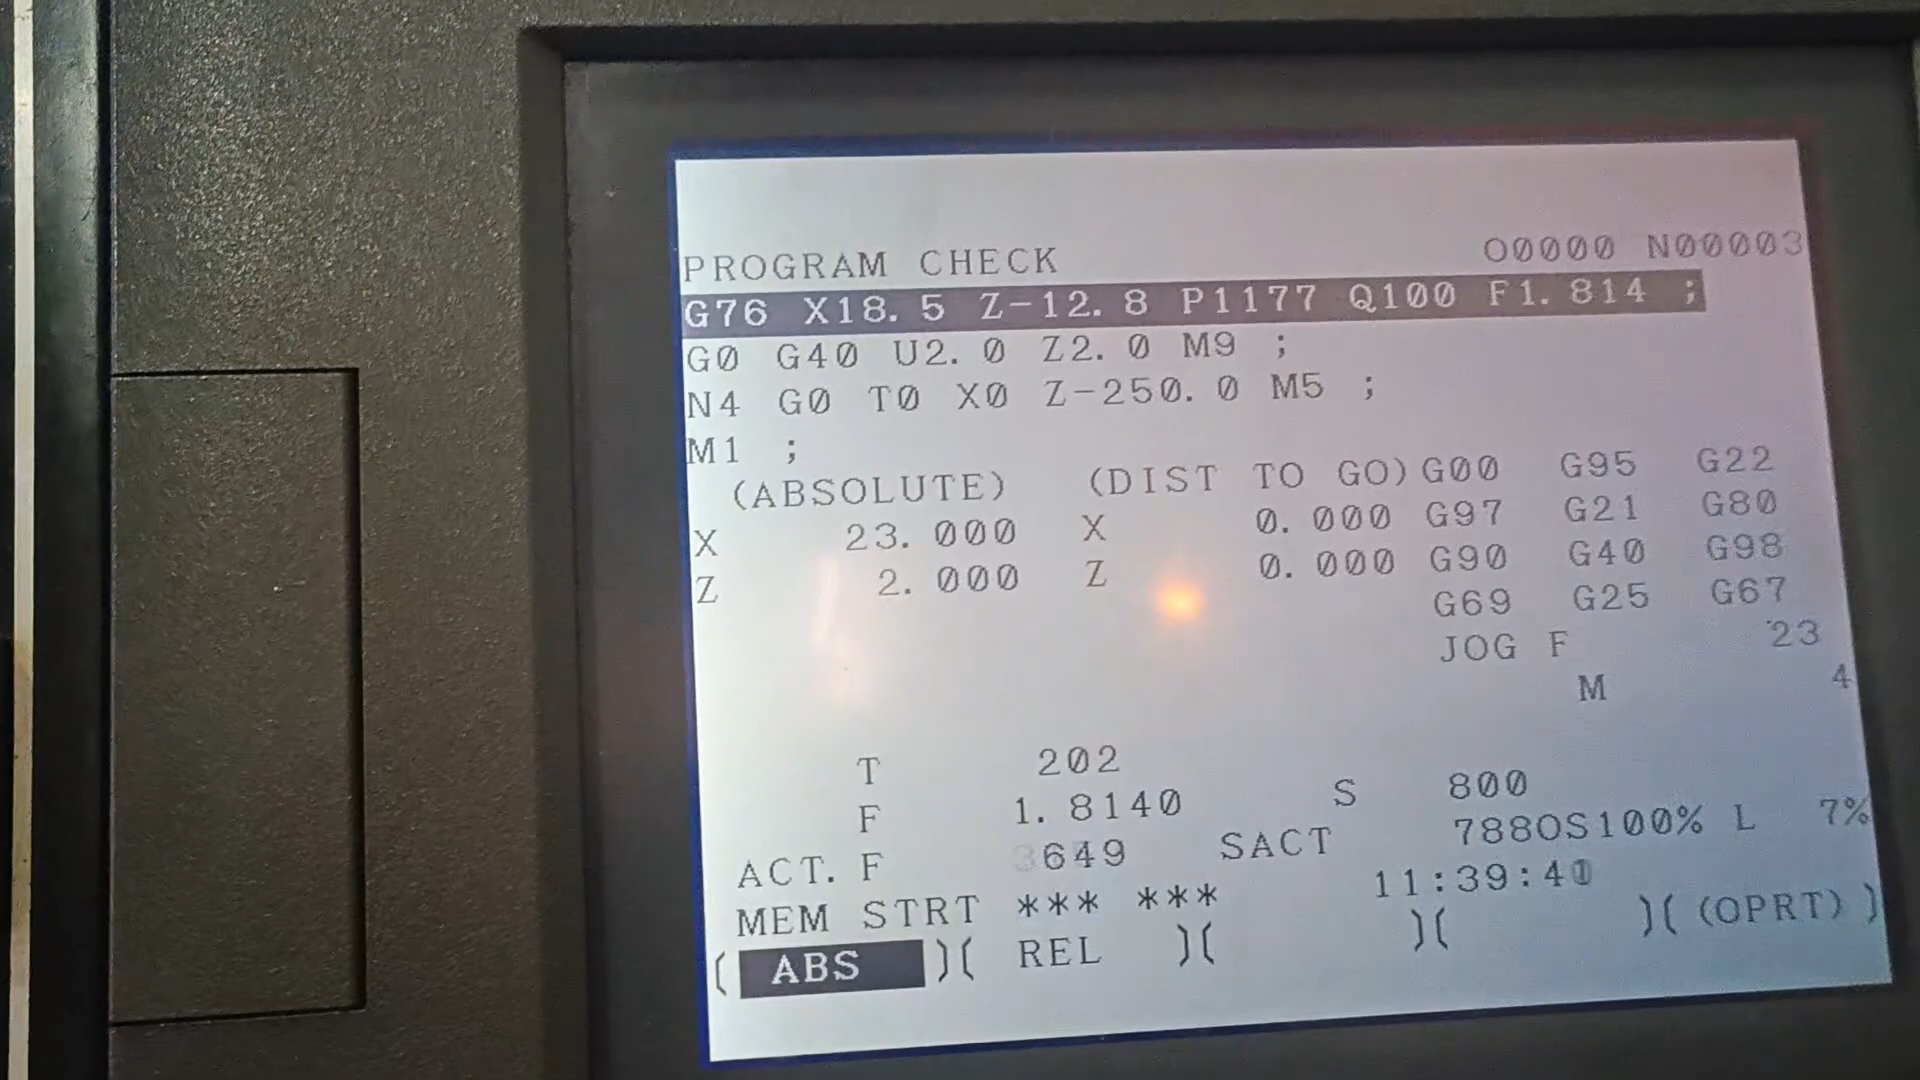 PROGRAM CHECK O0000 N00003
G76 X18.5 Z-12.8 P1177 Q100 F1.814 ;
G0 G40 U2.0 Z2.0 M9 ;
N4 G0 T0 X0 Z-250.0 M5 ;
M1 ;
(ABSOLUTE) (DIST TO GO) G00 G95 G22
X 23.000 X 0.000 G97 G21 G80
Z 2.000 Z 0.000 G90 G40 G98
G69 G25 G67
JOG F 23
M 4
T 202
F 1.8140 S 800
ACT. F 649 SACT 788OS100% L 7%
MEM STRT *** *** 11:39:4
( ABS )( REL )( )( )( (OPRT) )